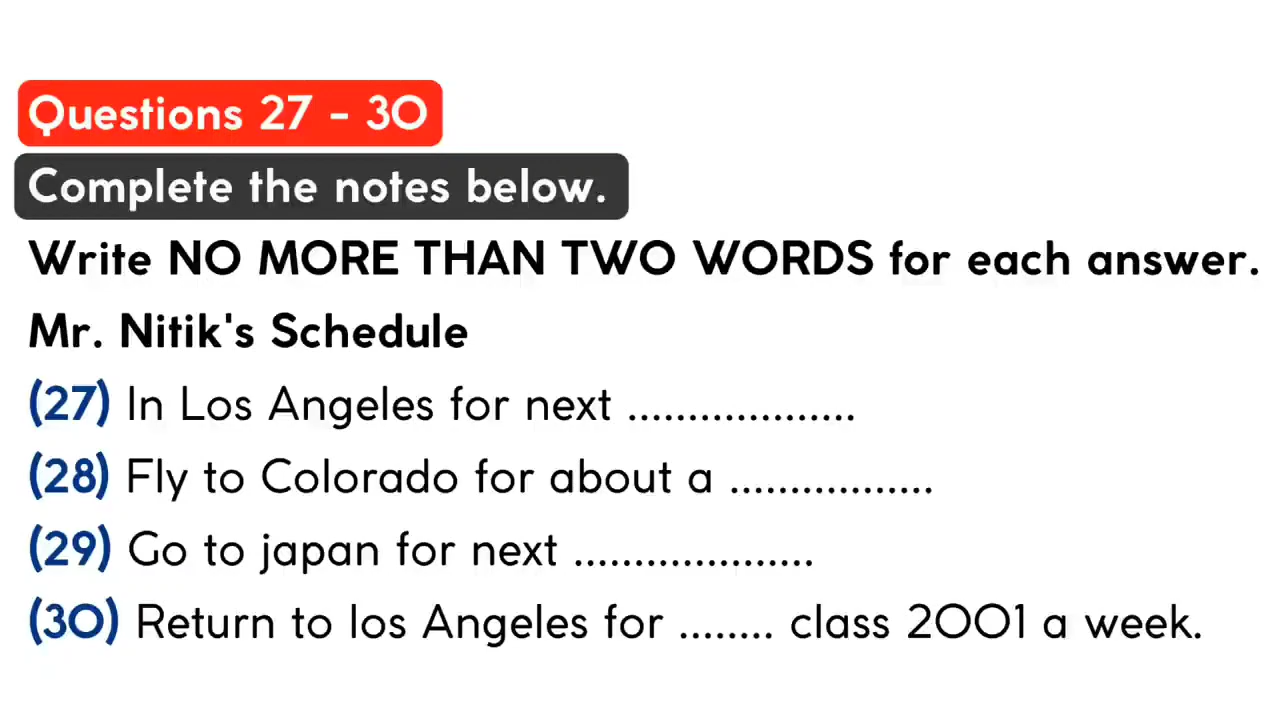 Questions 27 - 30
Complete the notes below.
Write NO MORE THAN TWO WORDS for each answer.
Mr. Nitik's Schedule
(27) In Los Angeles for next ...................
(28) Fly to Colorado for about a .................
(29) Go to japan for next ....................
(30) Return to los Angeles for ........ class 2001 a week.